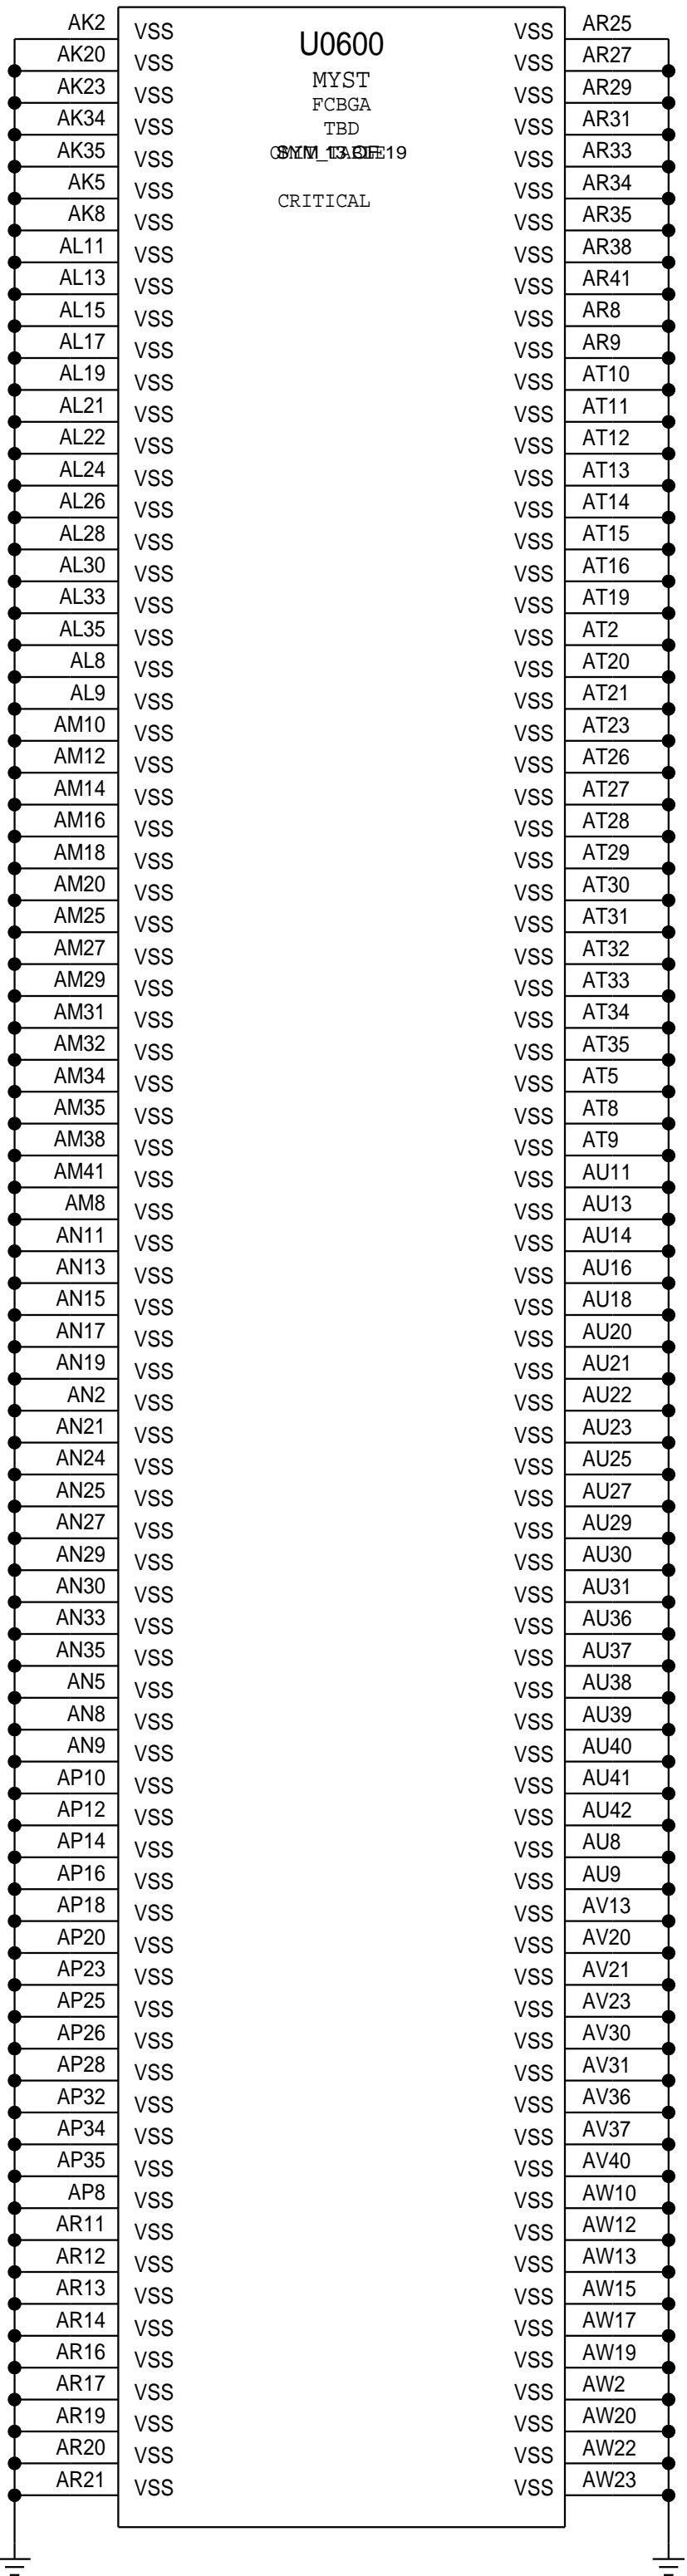 U0600
MYST
FCBGA
TBD
CRITICAL
AK2 VSS VSS AR25
AK20 VSS VSS AR27
AK23 VSS VSS AR29
AK34 VSS VSS AR31
AK35 VSS VSS AR33
AK5 VSS VSS AR34
AK8 VSS VSS AR35
AL11 VSS VSS AR38
AL13 VSS VSS AR41
AL15 VSS VSS AR8
AL17 VSS VSS AR9
AL19 VSS VSS AT10
AL21 VSS VSS AT11
AL22 VSS VSS AT12
AL24 VSS VSS AT13
AL26 VSS VSS AT14
AL28 VSS VSS AT15
AL30 VSS VSS AT16
AL33 VSS VSS AT19
AL35 VSS VSS AT2
AL8 VSS VSS AT20
AL9 VSS VSS AT21
AM10 VSS VSS AT23
AM12 VSS VSS AT26
AM14 VSS VSS AT27
AM16 VSS VSS AT28
AM18 VSS VSS AT29
AM20 VSS VSS AT30
AM25 VSS VSS AT31
AM27 VSS VSS AT32
AM29 VSS VSS AT33
AM31 VSS VSS AT34
AM32 VSS VSS AT35
AM34 VSS VSS AT5
AM35 VSS VSS AT8
AM38 VSS VSS AT9
AM41 VSS VSS AU11
AM8 VSS VSS AU13
AN11 VSS VSS AU14
AN13 VSS VSS AU16
AN15 VSS VSS AU18
AN17 VSS VSS AU20
AN19 VSS VSS AU21
AN2 VSS VSS AU22
AN21 VSS VSS AU23
AN24 VSS VSS AU25
AN25 VSS VSS AU27
AN27 VSS VSS AU29
AN29 VSS VSS AU30
AN30 VSS VSS AU31
AN33 VSS VSS AU36
AN35 VSS VSS AU37
AN5 VSS VSS AU38
AN8 VSS VSS AU39
AN9 VSS VSS AU40
AP10 VSS VSS AU41
AP12 VSS VSS AU42
AP14 VSS VSS AU8
AP16 VSS VSS AU9
AP18 VSS VSS AV13
AP20 VSS VSS AV20
AP23 VSS VSS AV21
AP25 VSS VSS AV23
AP26 VSS VSS AV30
AP28 VSS VSS AV31
AP32 VSS VSS AV36
AP34 VSS VSS AV37
AP35 VSS VSS AV40
AP8 VSS VSS AW10
AR11 VSS VSS AW12
AR12 VSS VSS AW13
AR13 VSS VSS AW15
AR14 VSS VSS AW17
AR16 VSS VSS AW19
AR17 VSS VSS AW2
AR19 VSS VSS AW20
AR20 VSS VSS AW22
AR21 VSS VSS AW23